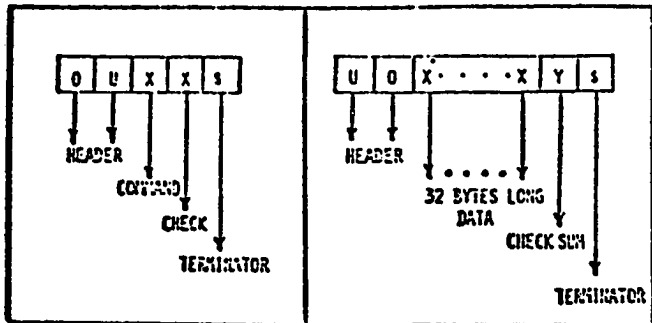 O U X X S
HEADER
COMMAND
CHECK
TERMINATOR
U O X · · · · X Y S
HEADER
32 BYTES LONG
DATA
CHECK SUM
TERMINATOR